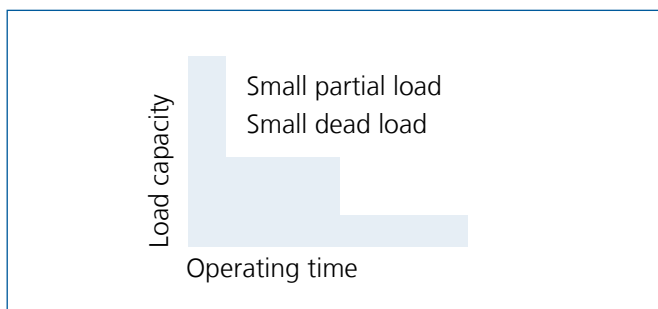 Small partial load
Small dead load
Load capacity
Operating time